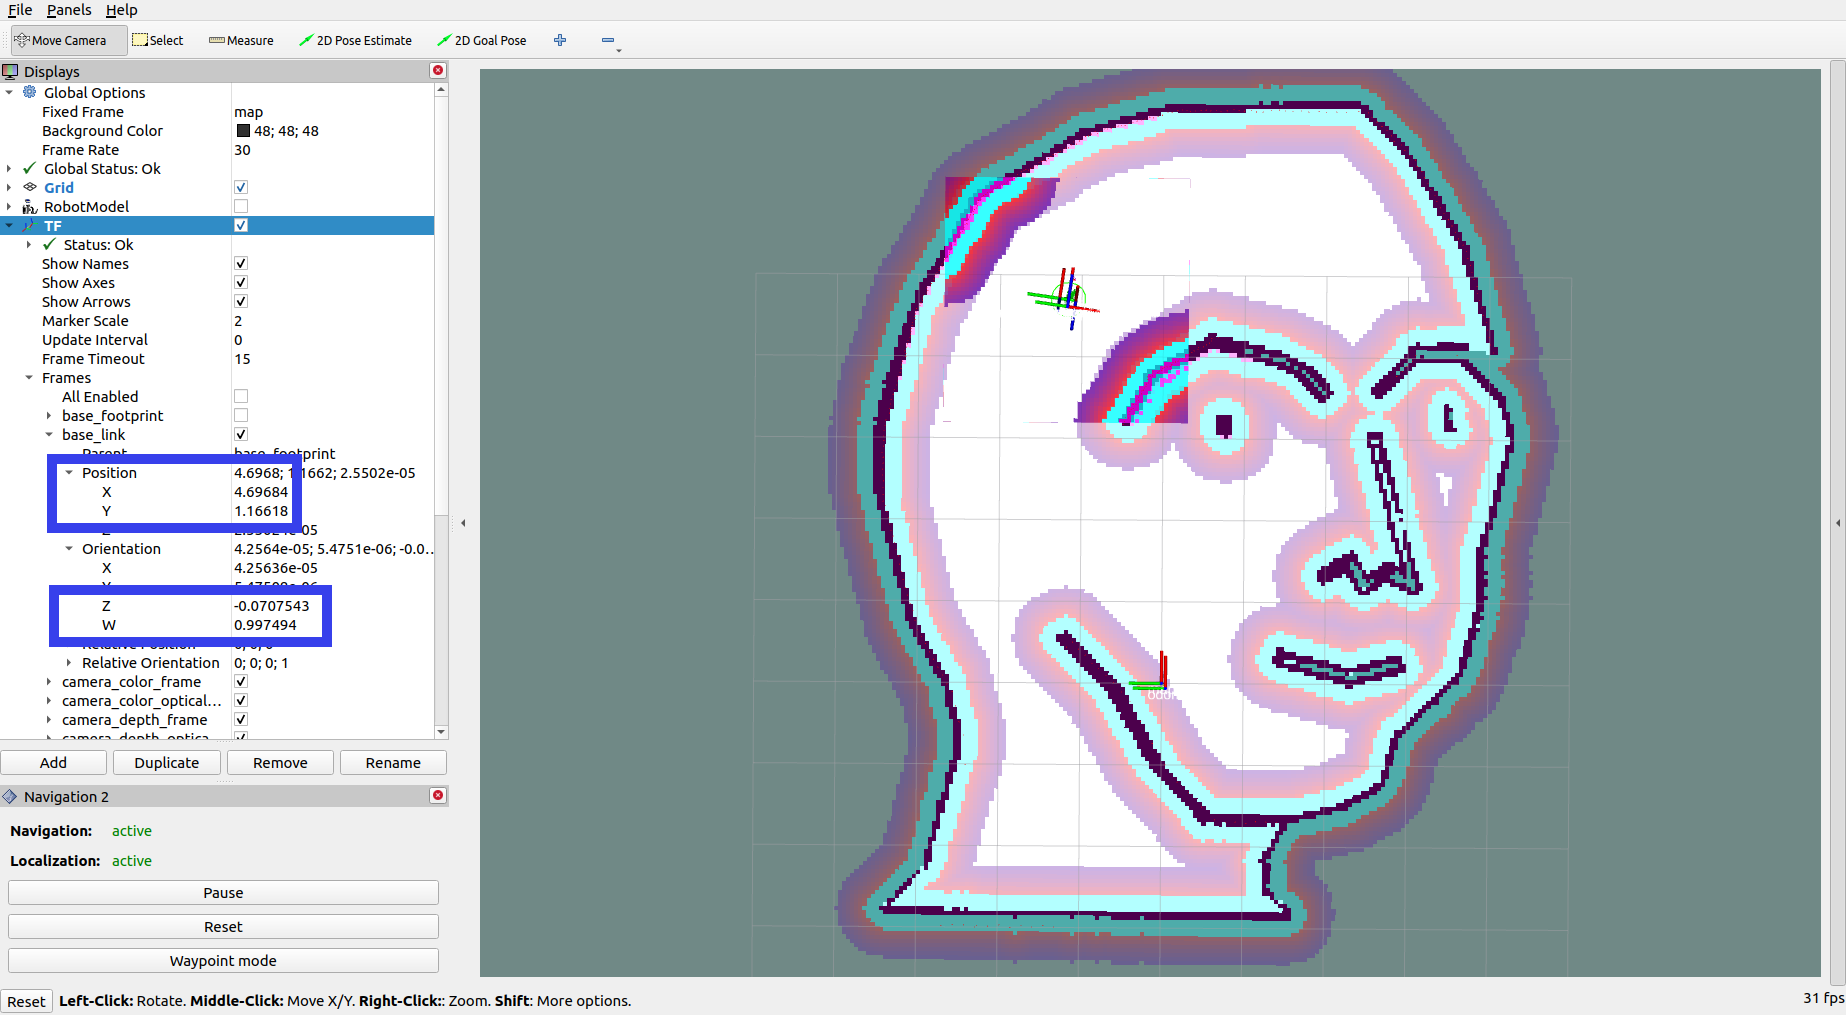 File Panels Help
Move Camera Select Measure 2D Pose Estimate 2D Goal Pose
Displays
Global Options
Fixed Frame map
Background Color 48; 48; 48
Frame Rate 30
Global Status: Ok
Grid
RobotModel
TF
Status: Ok
Show Names
Show Axes
Show Arrows
Marker Scale 2
Update Interval 0
Frame Timeout 15
Frames
All Enabled
base_footprint
base_link
Parent base_footprint
Position 4.6968; 1.1662; 2.5502e-05
X 4.69684
Y 1.16618
Orientation 4.2564e-05; 5.4751e-06; -0.0…
X 4.25636e-05
Z -0.0707543
W 0.997494
Relative Position 0; 0; 0
Relative Orientation 0; 0; 0; 1
camera_color_frame
camera_color_optical…
camera_depth_frame
Add Duplicate Remove Rename
Navigation 2
Navigation: active
Localization: active
Pause
Reset
Waypoint mode
Reset Left-Click: Rotate. Middle-Click: Move X/Y. Right-Click:: Zoom. Shift: More options. 31 fps